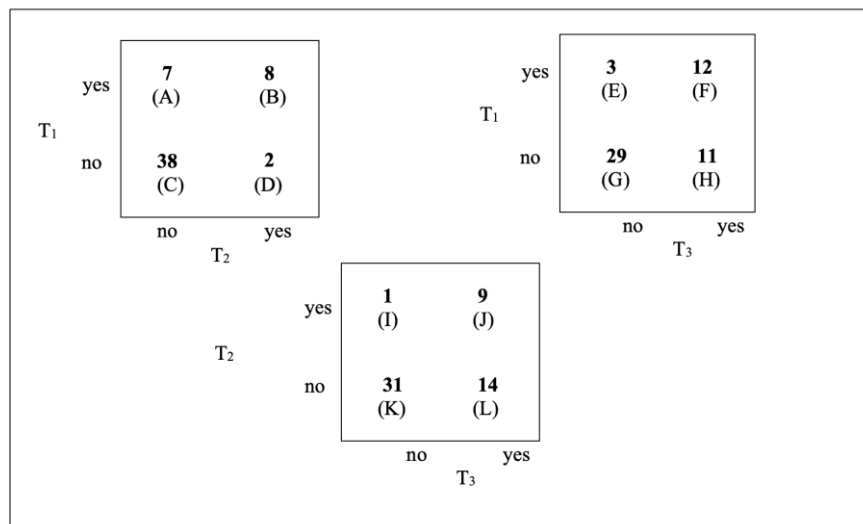 yes 7 8
(A) (B)
T₁
no 38 2
(C) (D)
no yes
T₂
yes 3 12
(E) (F)
T₁
no 29 11
(G) (H)
no yes
T₃
yes 1 9
(I) (J)
T₂
no 31 14
(K) (L)
no yes
T₃